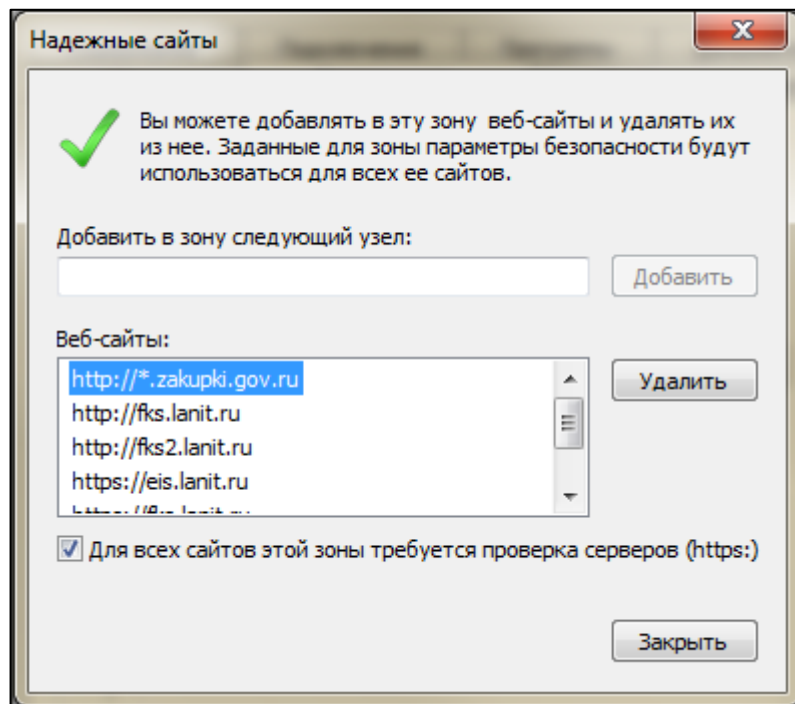 Надежные сайты
Вы можете добавлять в эту зону веб-сайты и удалять их
из нее. Заданные для зоны параметры безопасности будут
использоваться для всех ее сайтов.
Добавить в зону следующий узел:
Добавить
Веб-сайты:
http://*.zakupki.gov.ru
Удалить
http://fks.lanit.ru
http://fks2.lanit.ru
https://eis.lanit.ru
Для всех сайтов этой зоны требуется проверка серверов (https:)
Закрыть